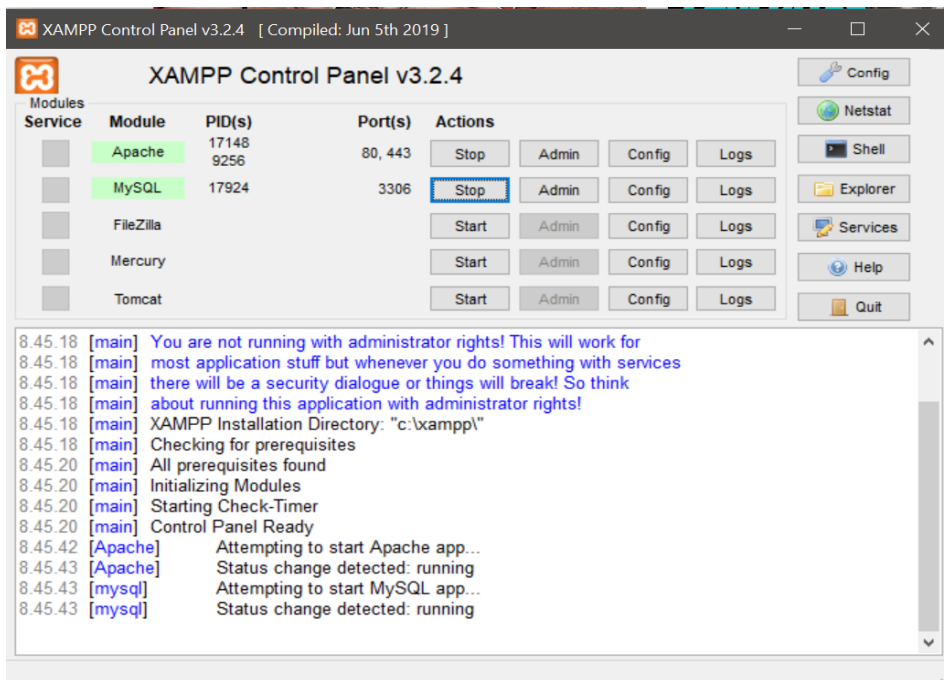 XAMPP Control Panel v3.2.4 [ Compiled: Jun 5th 2019 ]
XAMPP Control Panel v3.2.4
Config
Modules
Netstat
Service Module PID(s) Port(s) Actions
Apache 17148 9256 80, 443 Stop Admin Config Logs
Shell
MySQL 17924 3306 Stop Admin Config Logs
Explorer
FileZilla Start Admin Config Logs
Services
Mercury Start Admin Config Logs
Help
Tomcat Start Admin Config Logs
Quit
8.45.18 [main] You are not running with administrator rights! This will work for
8.45.18 [main] most application stuff but whenever you do something with services
8.45.18 [main] there will be a security dialogue or things will break! So think
8.45.18 [main] about running this application with administrator rights!
8.45.18 [main] XAMPP Installation Directory: "c:\xampp\"
8.45.18 [main] Checking for prerequisites
8.45.20 [main] All prerequisites found
8.45.20 [main] Initializing Modules
8.45.20 [main] Starting Check-Timer
8.45.20 [main] Control Panel Ready
8.45.42 [Apache] Attempting to start Apache app...
8.45.43 [Apache] Status change detected: running
8.45.43 [mysql] Attempting to start MySQL app...
8.45.43 [mysql] Status change detected: running